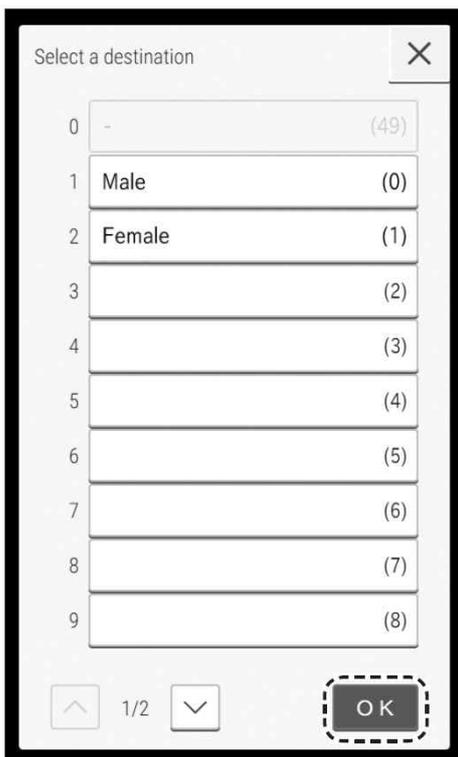 Select a destination
0 - (49)
1 Male (0)
2 Female (1)
3 (2)
4 (3)
5 (4)
6 (5)
7 (6)
8 (7)
9 (8)
1/2 OK